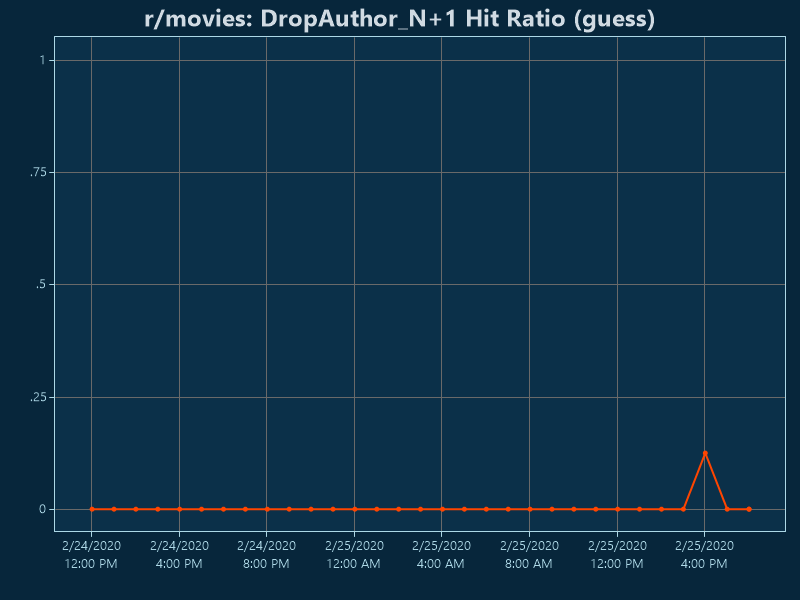 r/movies: DropAuthor_N+1 Hit Ratio (guess)
1
.75
.5
.25
0
2/24/2020 2/24/2020 2/24/2020 2/25/2020 2/25/2020 2/25/2020 2/25/2020 2/25/2020
12:00 PM 4:00 PM 8:00 PM 12:00 AM 4:00 AM 8:00 AM 12:00 PM 4:00 PM